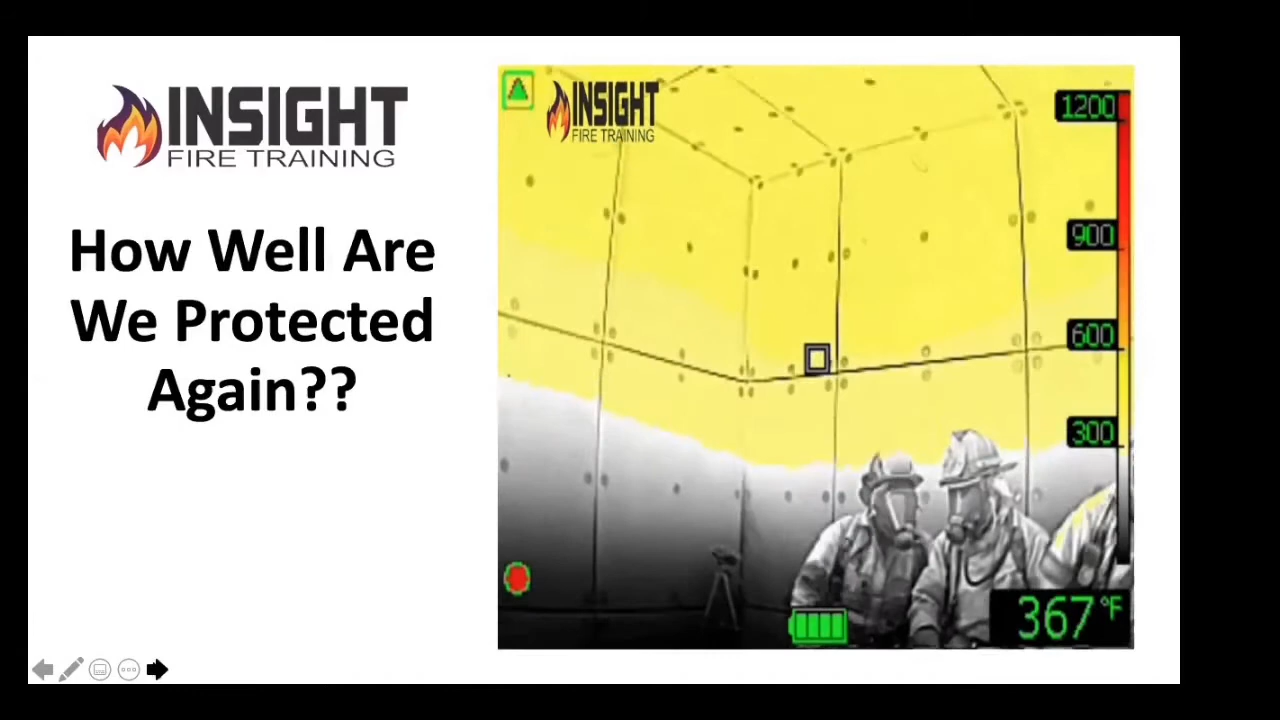 INSIGHT
FIRE TRAINING
How Well Are
We Protected
Again??
INSIGHT
FIRE TRAINING
1200
900
600
300
367°F